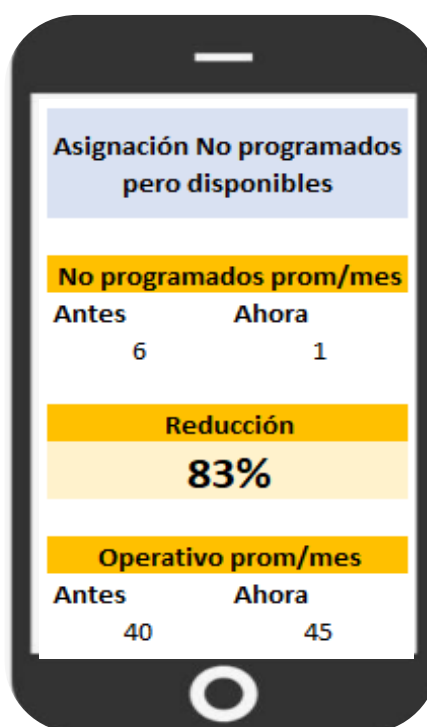 Asignación No programados
pero disponibles
No programados prom/mes
Antes Ahora
6 1
Reducción
83%
Operativo prom/mes
Antes Ahora
40 45